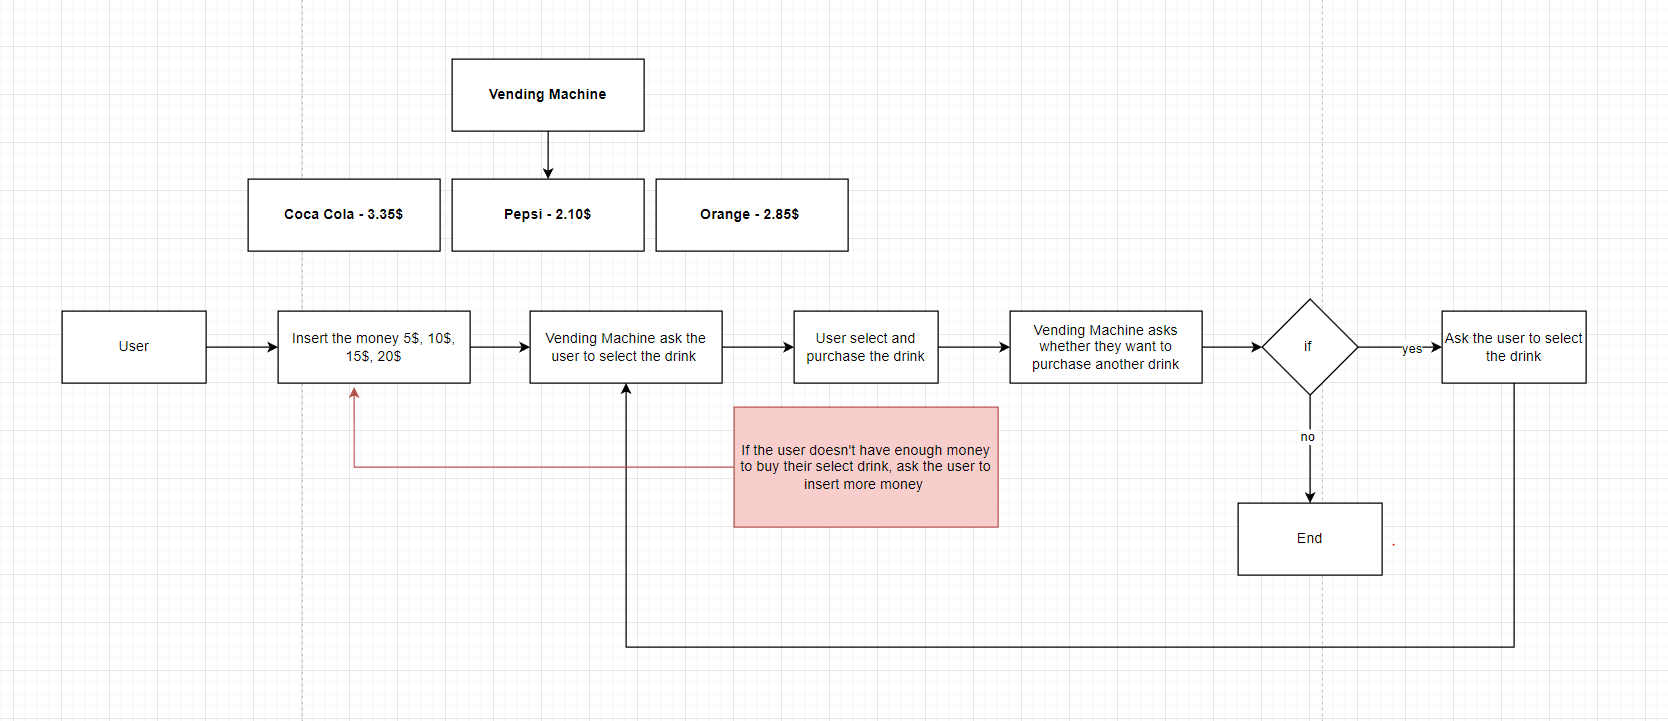 Vending Machine
Coca Cola - 3.35$
Pepsi - 2.10$
Orange - 2.85$
User
Insert the money 5$, 10$,
15$, 20$
Vending Machine ask the
user to select the drink
User select and
purchase the drink
Vending Machine asks
whether they want to
purchase another drink
if
yes
Ask the user to select
the drink
no
If the user doesn't have enough money
to buy their select drink, ask the user to
insert more money
End